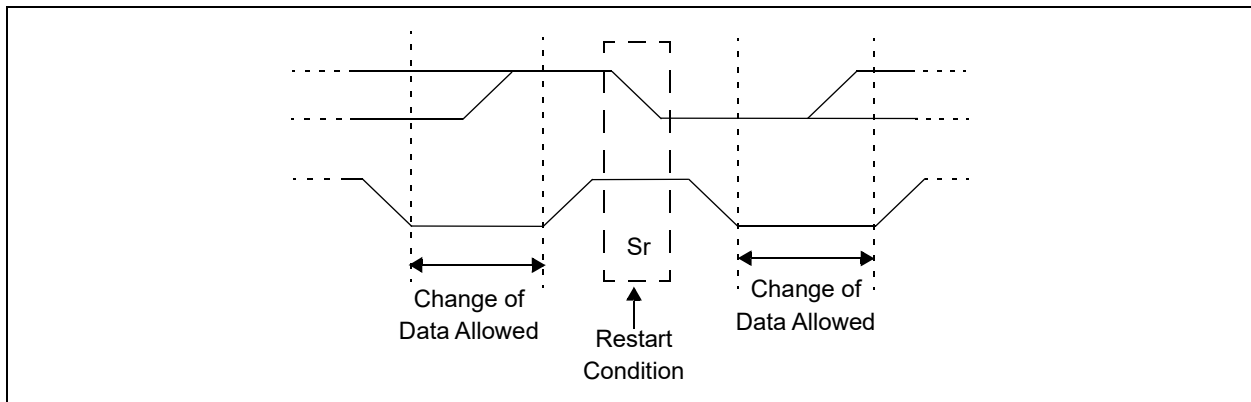 Sr
Change of
Data Allowed
Restart
Condition
Change of
Data Allowed